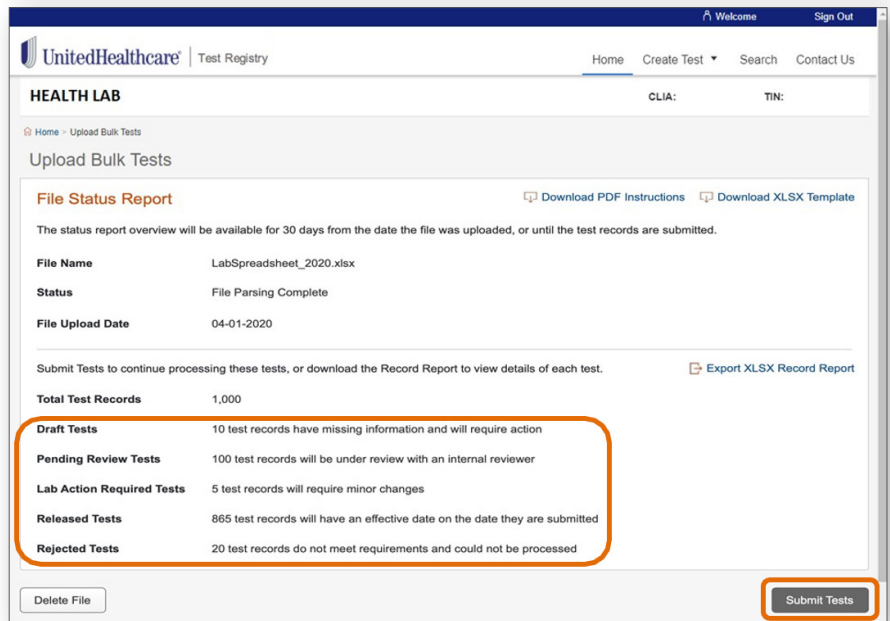 Welcome Sign Out
UnitedHealthcare® Test Registry Home Create Test Search Contact Us
HEALTH LAB CLIA: TIN:
Home > Upload Bulk Tests
Upload Bulk Tests
File Status Report Download PDF Instructions Download XLSX Template
The status report overview will be available for 30 days from the date the file was uploaded, or until the test records are submitted.
File Name LabSpreadsheet_2020.xlsx
Status File Parsing Complete
File Upload Date 04-01-2020
Submit Tests to continue processing these tests, or download the Record Report to view details of each test. Export XLSX Record Report
Total Test Records 1,000
Draft Tests 10 test records have missing information and will require action
Pending Review Tests 100 test records will be under review with an internal reviewer
Lab Action Required Tests 5 test records will require minor changes
Released Tests 865 test records will have an effective date on the date they are submitted
Rejected Tests 20 test records do not meet requirements and could not be processed
Delete File Submit Tests